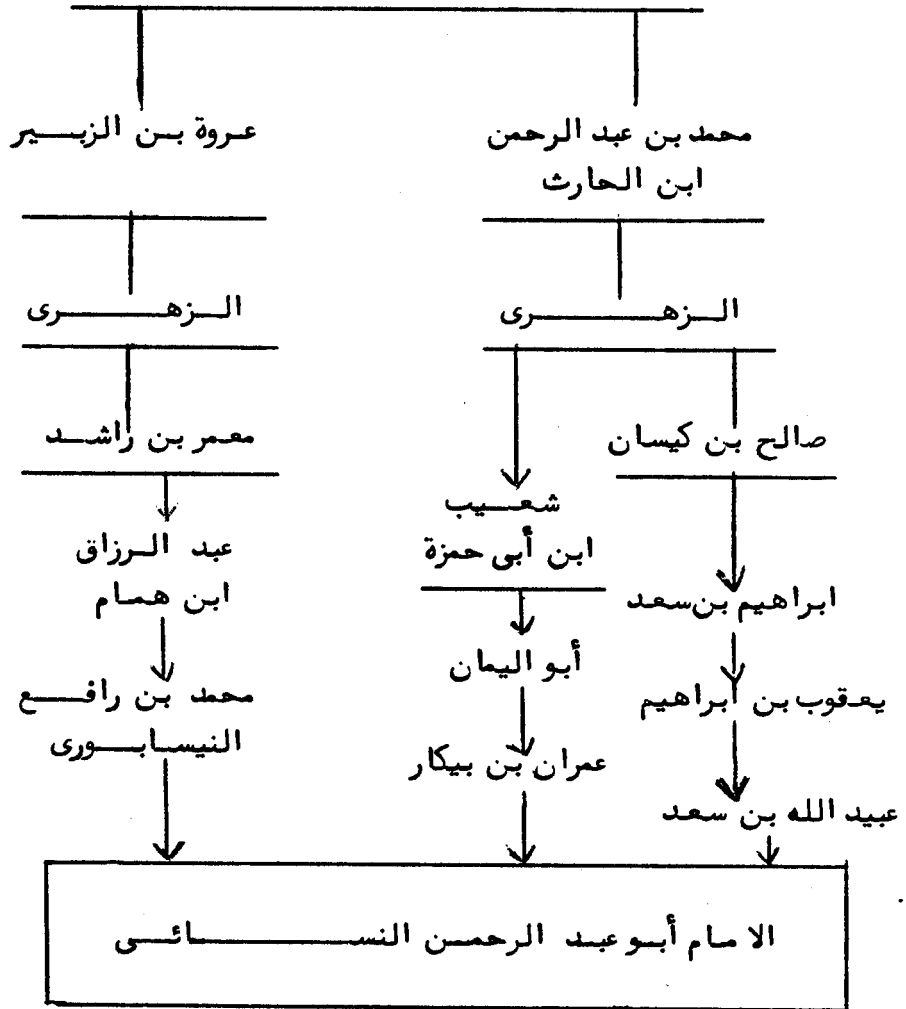 محمد بن عبد الرحمن
ابن الحارث
عروة بن الزبير
الزهرى
الزهرى
صالح بن كيسان
معمر بن راشد
شعيب
ابن أبى حمزة
عبد الرزاق
ابن همام
ابراهيم بن سعد
أبو اليمان
محمد بن رافع
النيسابورى
يعقوب بن ابراهيم
عمران بن بيكار
عبيد الله بن سعد
الامام أبو عبد الرحمن النسائى